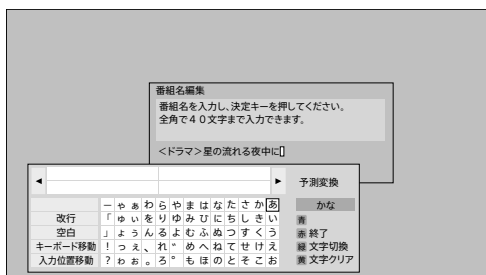 番組名編集
番組名を入力し、決定キーを押してください。
全角で40文字まで入力できます。
<ドラマ>星の流れる夜中に
◀ ▶ 予測変換
ー ゃ ぁ わ ら や ま は な た さ か あ かな
改行 「 ゅ ぃ を り ゆ み ひ に ち し き い 青
空白 」 ょ ぅ ん る よ む ふ ぬ つ す く う 赤 終了
キーボード移動 ! っ ぇ 、 れ ゛ め へ ね て せ け え 緑 文字切換
入力位置移動 ? ゎ ぉ 。 ろ ゜ も ほ の と そ こ お 黄 文字クリア